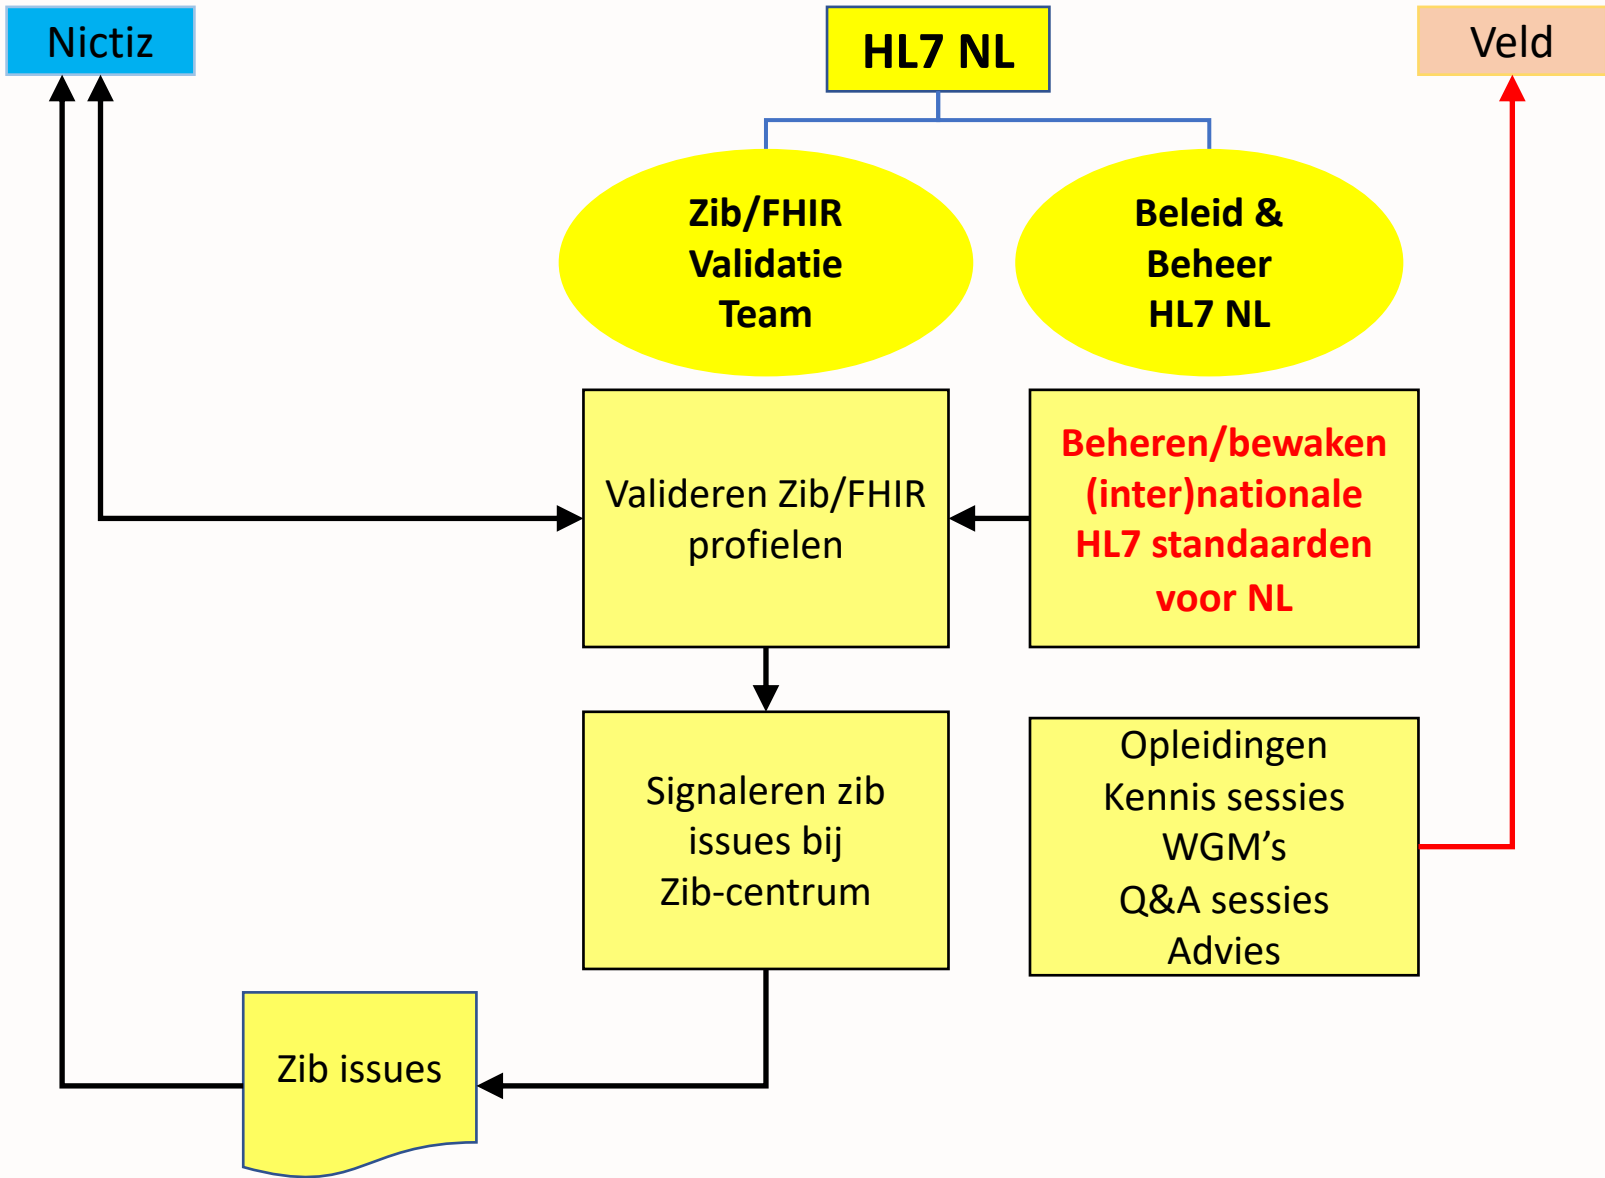 Nictiz
HL7 NL
Veld
Zib/FHIR
Validatie
Team
Beleid &
Beheer
HL7 NL
Valideren Zib/FHIR
profielen
Beheren/bewaken
(inter)nationale
HL7 standaarden
voor NL
Signaleren zib
issues bij
Zib-centrum
Opleidingen
Kennis sessies
WGM’s
Q&A sessies
Advies
Zib issues